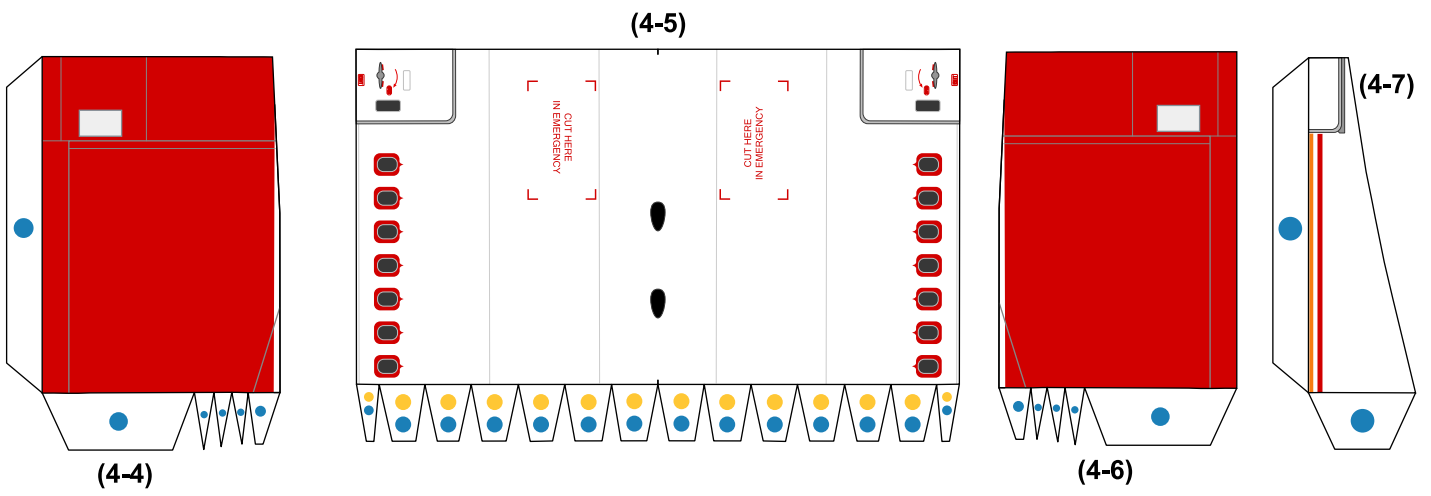 (4-5)
(4-7)
CUT HERE
IN EMERGENCY
CUT HERE
IN EMERGENCY
(4-4)
(4-6)